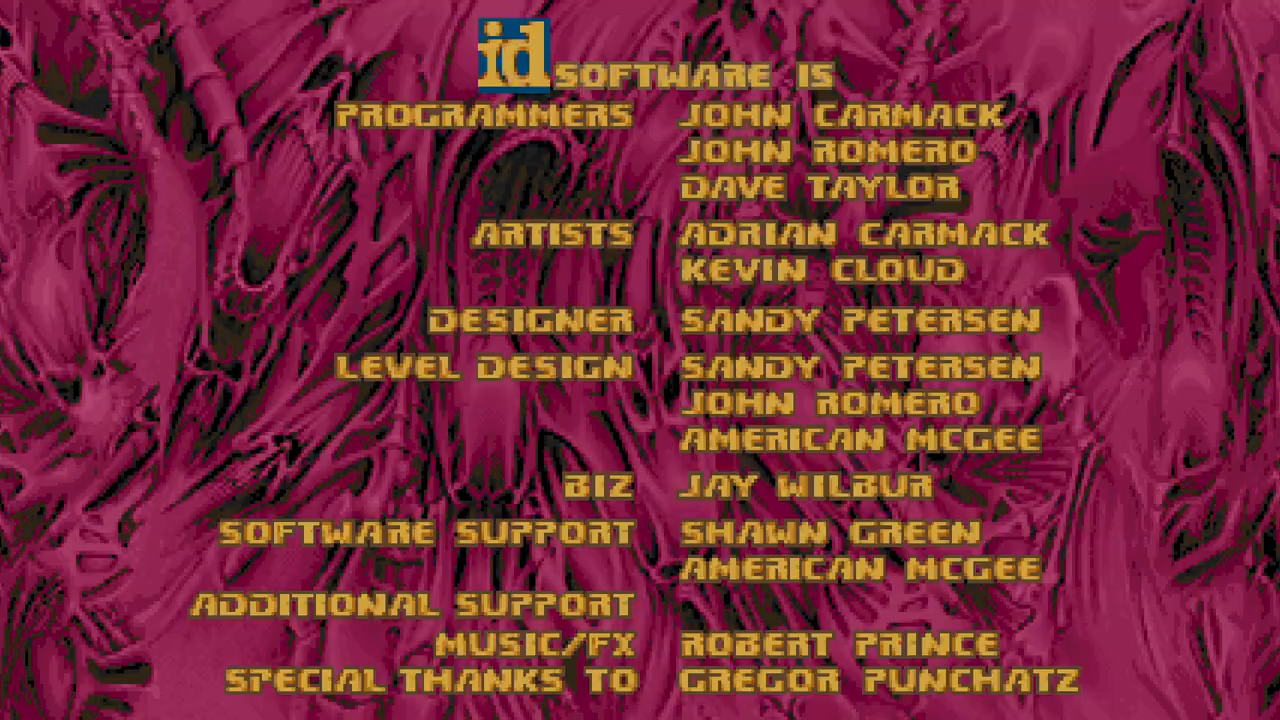 id SOFTWARE IS
PROGRAMMERS JOHN CARMACK
JOHN ROMERO
DAVE TAYLOR
ARTISTS ADRIAN CARMACK
KEVIN CLOUD
DESIGNER SANDY PETERSEN
LEVEL DESIGN SANDY PETERSEN
JOHN ROMERO
AMERICAN MCGEE
BIZ JAY WILBUR
SOFTWARE SUPPORT SHAWN GREEN
AMERICAN MCGEE
ADDITIONAL SUPPORT
MUSIC/FX ROBERT PRINCE
SPECIAL THANKS TO GREGOR PUNCHATZ